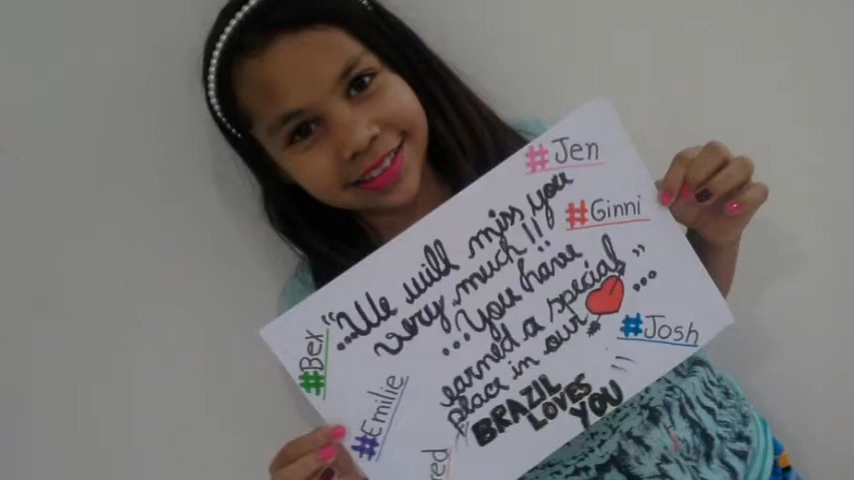 #Jen
"We will miss you
very much!!
#Ginni
...You have
earned a special"
place in our ...
#Josh
BRAZIL
LOVES
YOU
#Bex
#Emilie
red